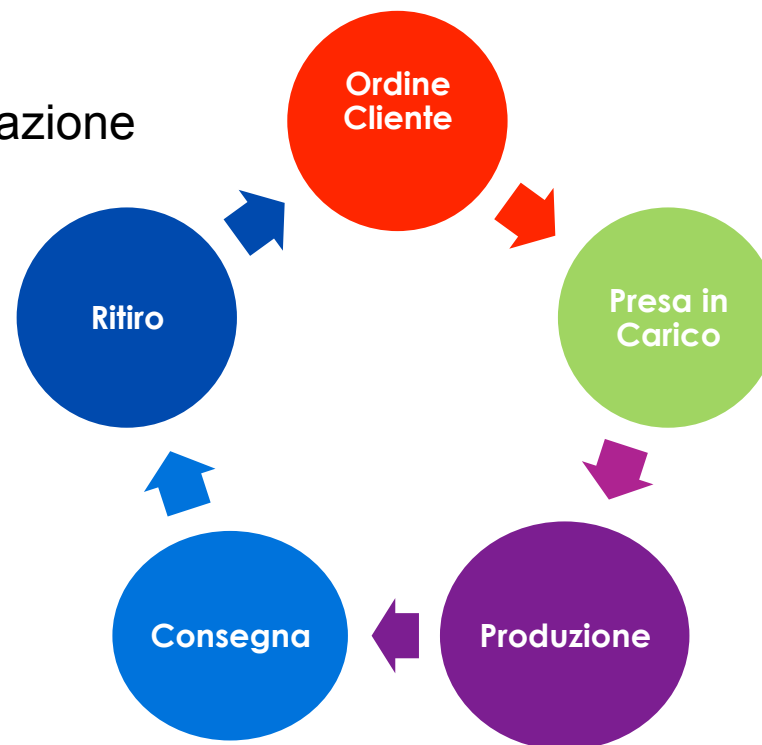 azione
Ordine
Cliente
Presa in
Carico
Produzione
Consegna
Ritiro